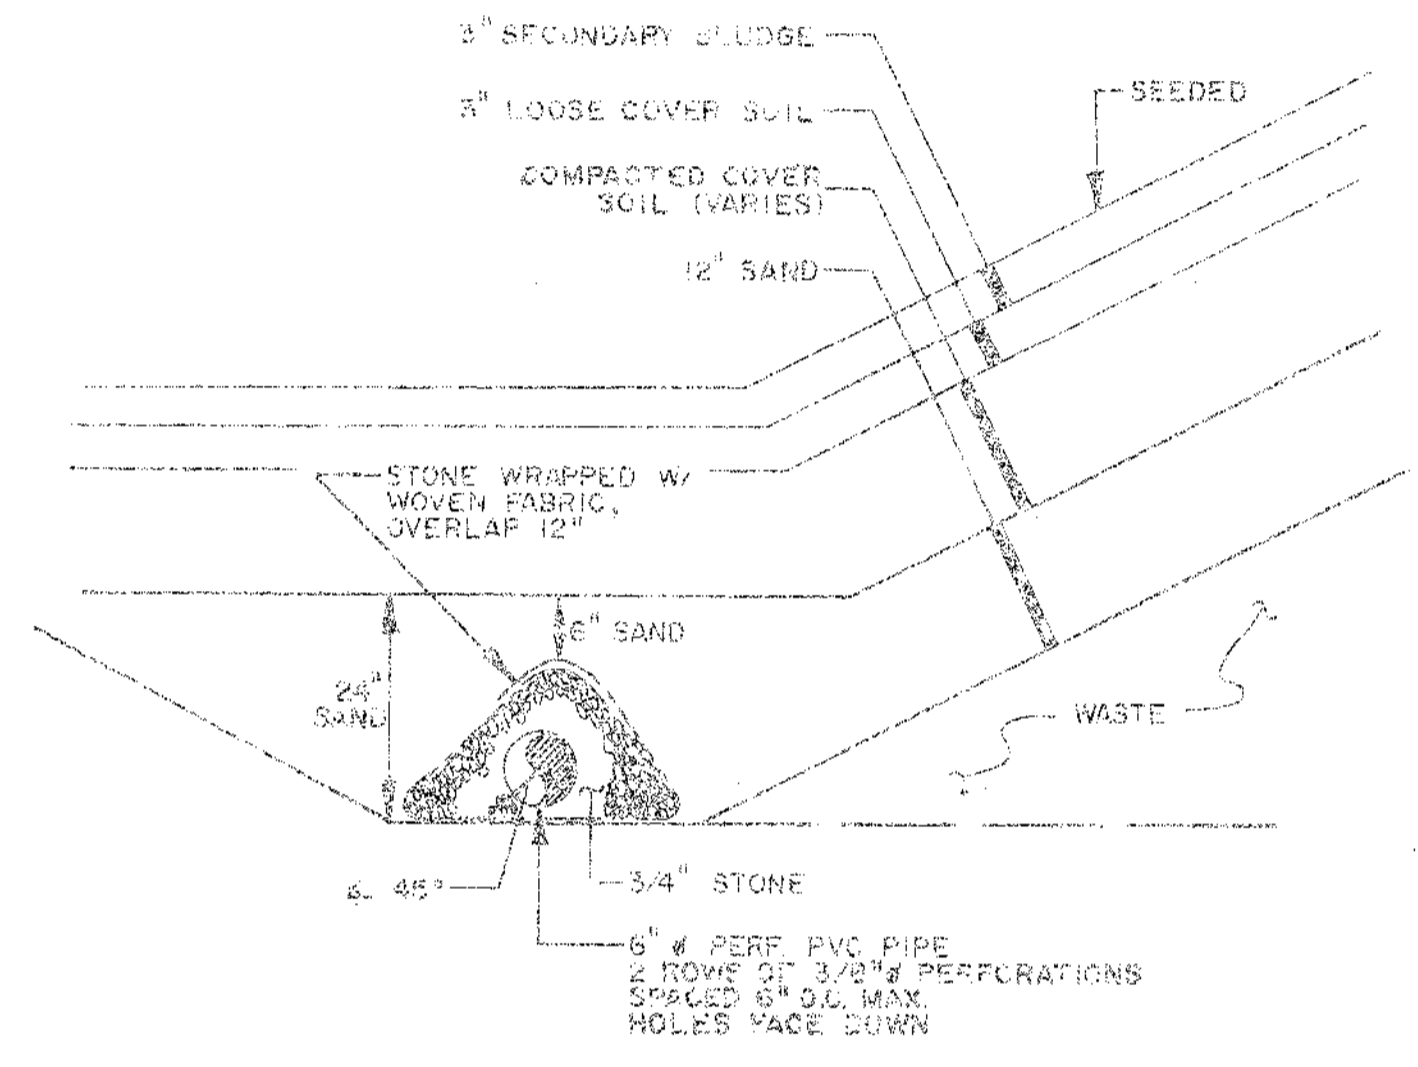 3" SECONDARY SLUDGE
SEEDED
3" LOOSE COVER SOIL
COMPACTED COVER
SOIL (VARIES)
12" SAND
STONE WRAPPED W/
WOVEN FABRIC,
OVERLAP 12"
6" SAND
24"
SAND
WASTE
45°
3/4" STONE
6" ø PERF. PVC PIPE
2 ROWS OF 3/8"ø PERFORATIONS
SPACED 6" O.C. MAX.
HOLES FACE DOWN